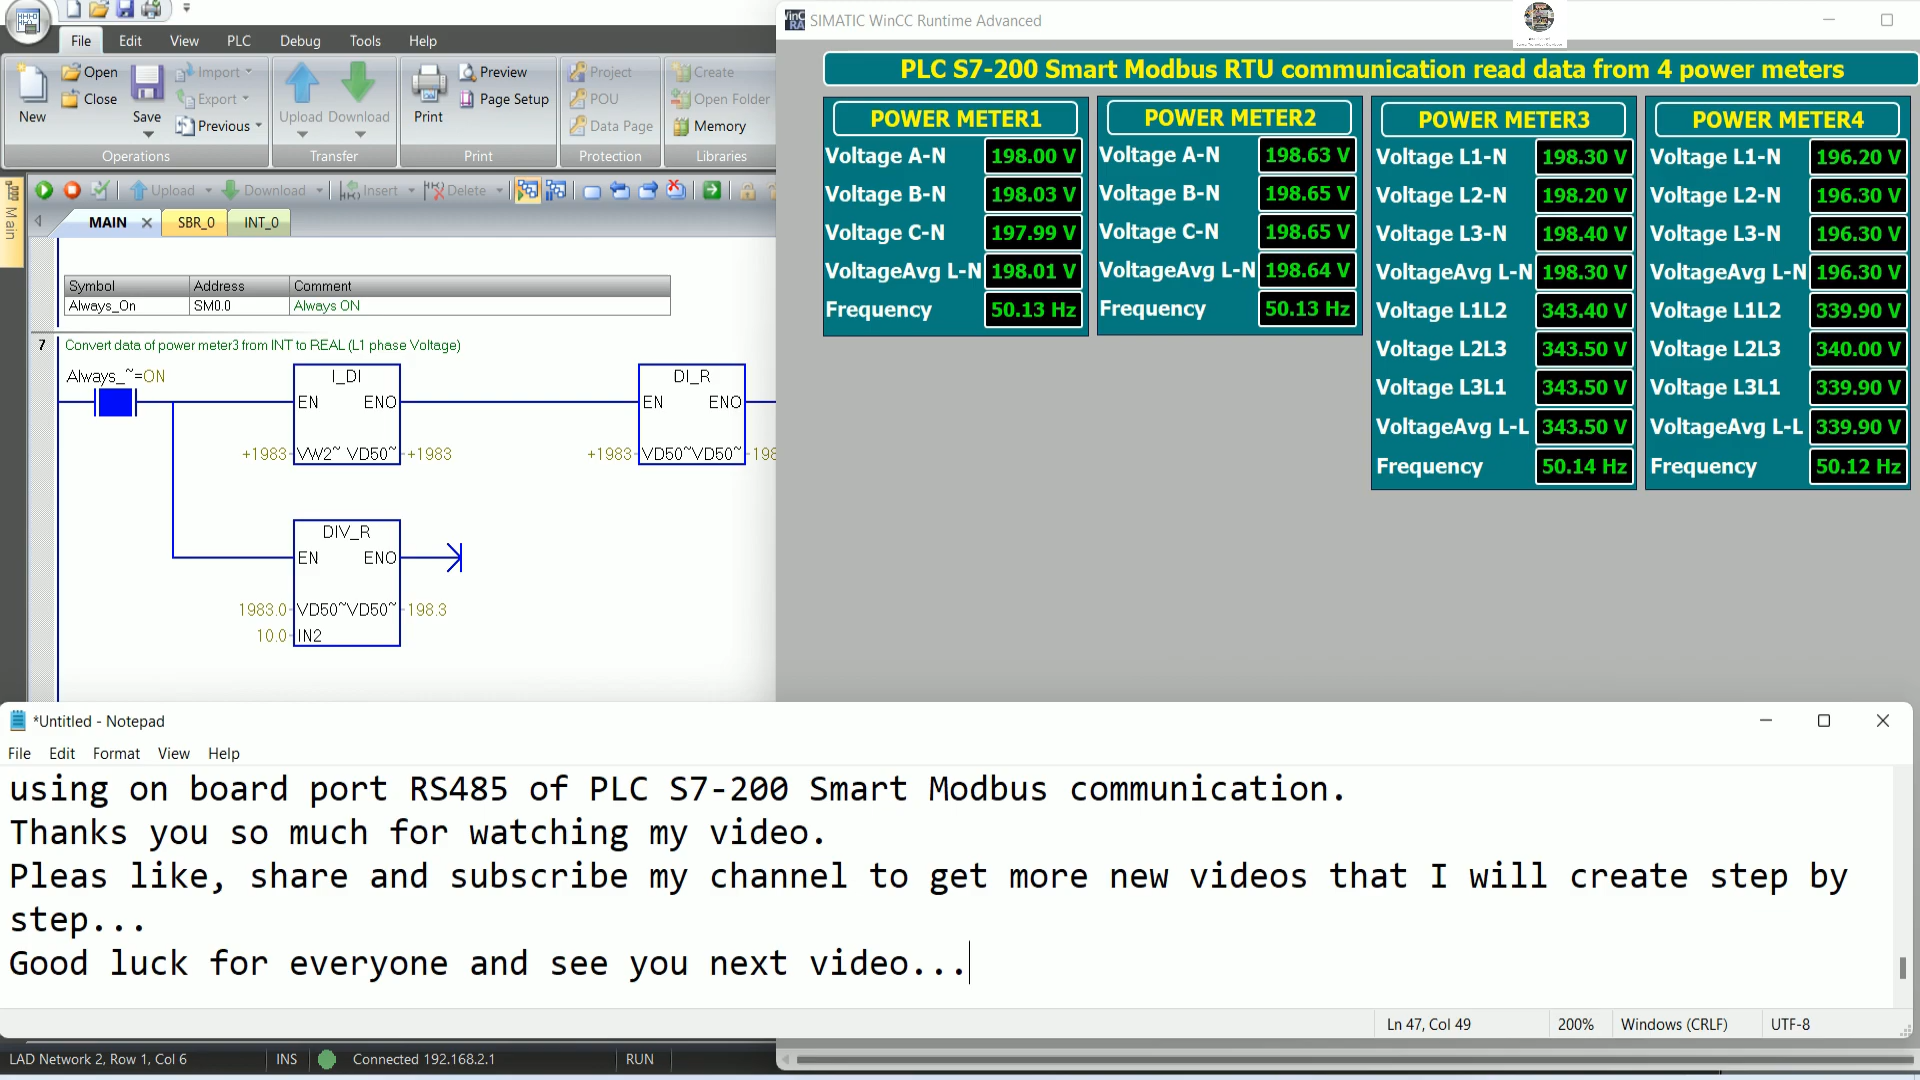 File Edit View PLC Debug Tools Help
New Open Close Save Import Export Previous
Operations
Upload Download
Transfer
Print Preview Page Setup
Print
Project POU Data Page
Protection
Create Open Folder Memory
Libraries
Upload Download Insert Delete
Main
MAIN SBR_0 INT_0
Symbol Address Comment
Always_On SM0.0 Always ON
7 Convert data of power meter3 from INT to REAL (L1 phase Voltage)
Always_~=ON
I_DI
EN ENO
+1983 VW2~ VD50~ +1983
DI_R
EN ENO
+1983 VD50~ VD50~ 198
DIV_R
EN ENO
1983.0 VD50~ VD50~ 198.3
10.0 IN2
SIMATIC WinCC Runtime Advanced
PLC S7-200 Smart Modbus RTU communication read data from 4 power meters
POWER METER1
Voltage A-N 198.00 V
Voltage B-N 198.03 V
Voltage C-N 197.99 V
VoltageAvg L-N 198.01 V
Frequency 50.13 Hz
POWER METER2
Voltage A-N 198.63 V
Voltage B-N 198.65 V
Voltage C-N 198.65 V
VoltageAvg L-N 198.64 V
Frequency 50.13 Hz
POWER METER3
Voltage L1-N 198.30 V
Voltage L2-N 198.20 V
Voltage L3-N 198.40 V
VoltageAvg L-N 198.30 V
Voltage L1L2 343.40 V
Voltage L2L3 343.50 V
Voltage L3L1 343.50 V
VoltageAvg L-L 343.50 V
Frequency 50.14 Hz
POWER METER4
Voltage L1-N 196.20 V
Voltage L2-N 196.30 V
Voltage L3-N 196.30 V
VoltageAvg L-N 196.30 V
Voltage L1L2 339.90 V
Voltage L2L3 340.00 V
Voltage L3L1 339.90 V
VoltageAvg L-L 339.90 V
Frequency 50.12 Hz
*Untitled - Notepad
File Edit Format View Help
using on board port RS485 of PLC S7-200 Smart Modbus communication.
Thanks you so much for watching my video.
Pleas like, share and subscribe my channel to get more new videos that I will create step by
step...
Good luck for everyone and see you next video...
Ln 47, Col 49 200% Windows (CRLF) UTF-8
LAD Network 2, Row 1, Col 6 INS Connected 192.168.2.1 RUN